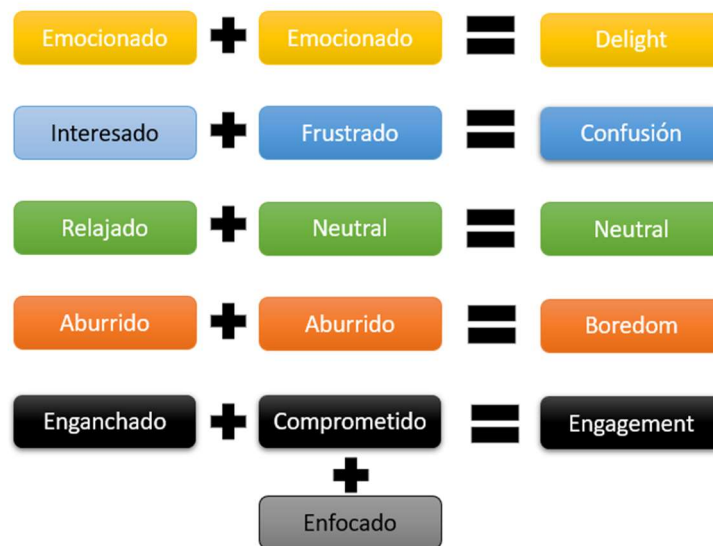 Emocionado + Emocionado = Delight
Interesado + Frustrado = Confusión
Relajado + Neutral = Neutral
Aburrido + Aburrido = Boredom
Enganchado + Comprometido = Engagement
+
Enfocado